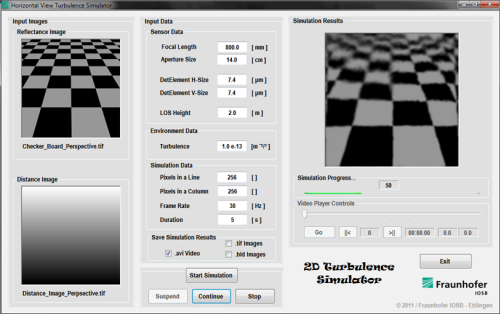 Horizontal View Turbulence Simulator
Input Images
Reflectance Image
Checker_Board_Perspective.tif
Distance Image
Distance_Image_Perpsective.tif
Input Data
Sensor Data
Focal Length 800.0 [ mm ]
Aperture Size 14.0 [ cm ]
DetElement H-Size 7.4 [ µm ]
DetElement V-Size 7.4 [ µm ]
LOS Height 2.0 [ m ]
Environment Data
Turbulence 1.0 e-13
Simulation Data
Pixels in a Line 256 [ ]
Pixels in a Column 256 [ ]
Frame Rate 30 [ Hz ]
Duration 5 [ s ]
Save Simulation Results
.tif Images
.avi Video .bld Images
Start Simulation
Suspend Continue Stop
Simulation Results
Simulation Progress...
50
Video Player Controls
Go ||< 0 >|| 00:00.00 0.0 0.0
2D Turbulence
Simulator
Exit
Fraunhofer
IOSB
© 2011 / Fraunhofer IOSB - Ettlingen